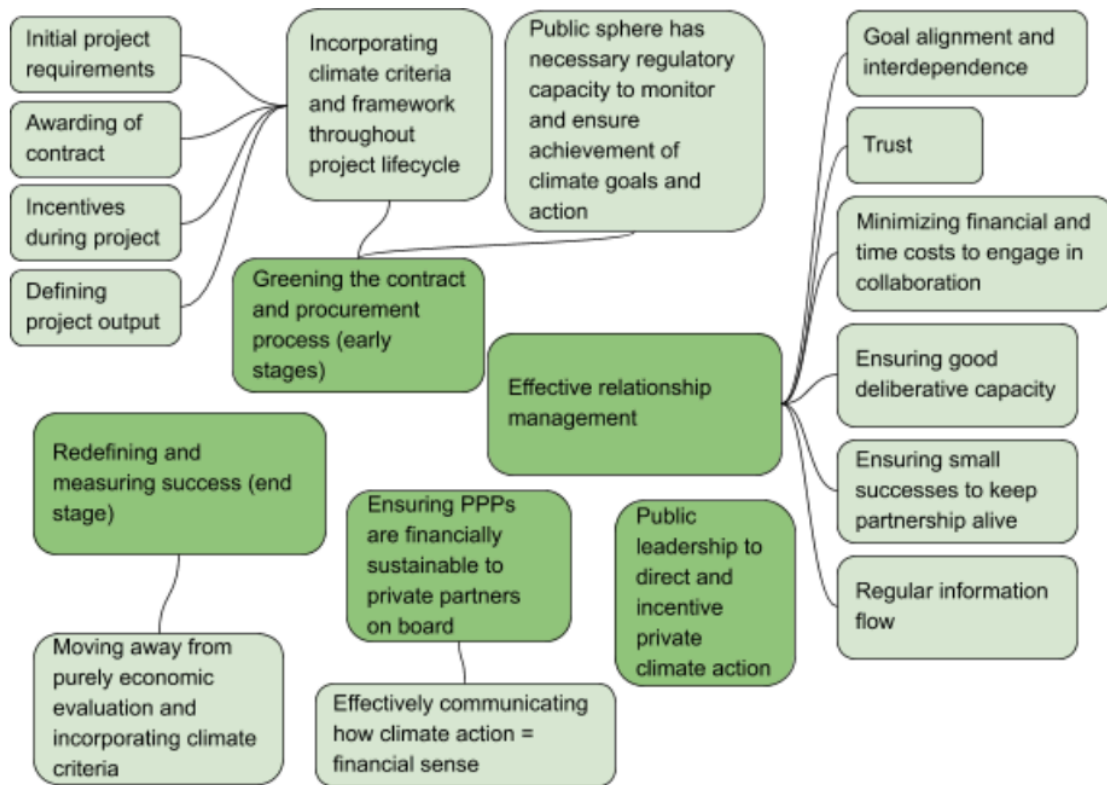 Initial project
requirements
Awarding of
contract
Incentives
during project
Defining
project output
Incorporating
climate criteria
and framework
throughout
project lifecycle
Public sphere has
necessary regulatory
capacity to monitor
and ensure
achievement of
climate goals and
action
Greening the contract
and procurement
process (early
stages)
Effective relationship
management
Goal alignment and
interdependence
Trust
Minimizing financial and
time costs to engage in
collaboration
Ensuring good
deliberative capacity
Ensuring small
successes to keep
partnership alive
Regular information
flow
Redefining and
measuring success (end
stage)
Moving away from
purely economic
evaluation and
incorporating climate
criteria
Ensuring PPPs
are financially
sustainable to
private partners
on board
Effectively communicating
how climate action =
financial sense
Public
leadership to
direct and
incentive
private
climate action